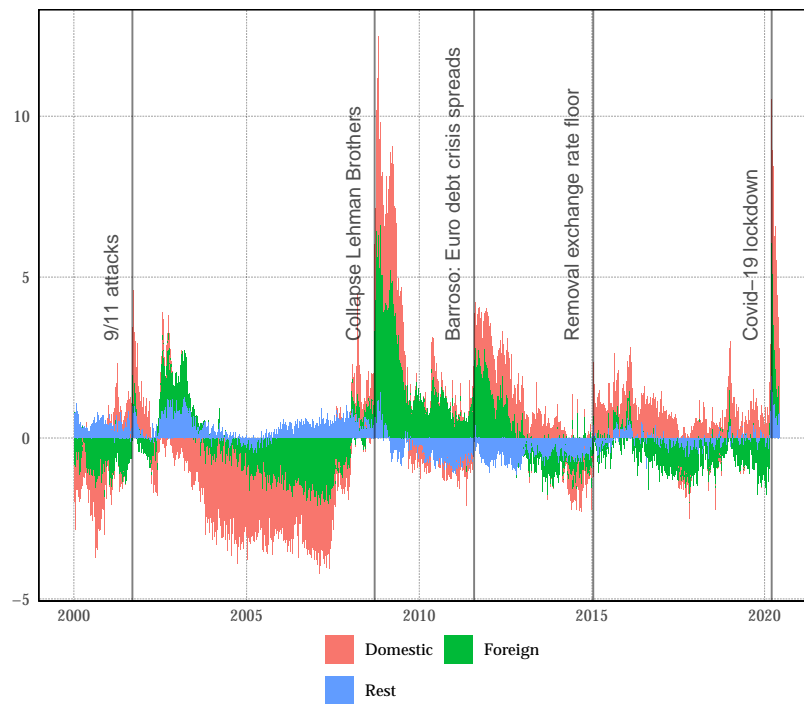 10
5
0
−5
9/11 attacks
Collapse Lehman Brothers
Barroso: Euro debt crisis spreads
Removal exchange rate floor
Covid−19 lockdown
2000
2005
2010
2015
2020
Domestic
Foreign
Rest